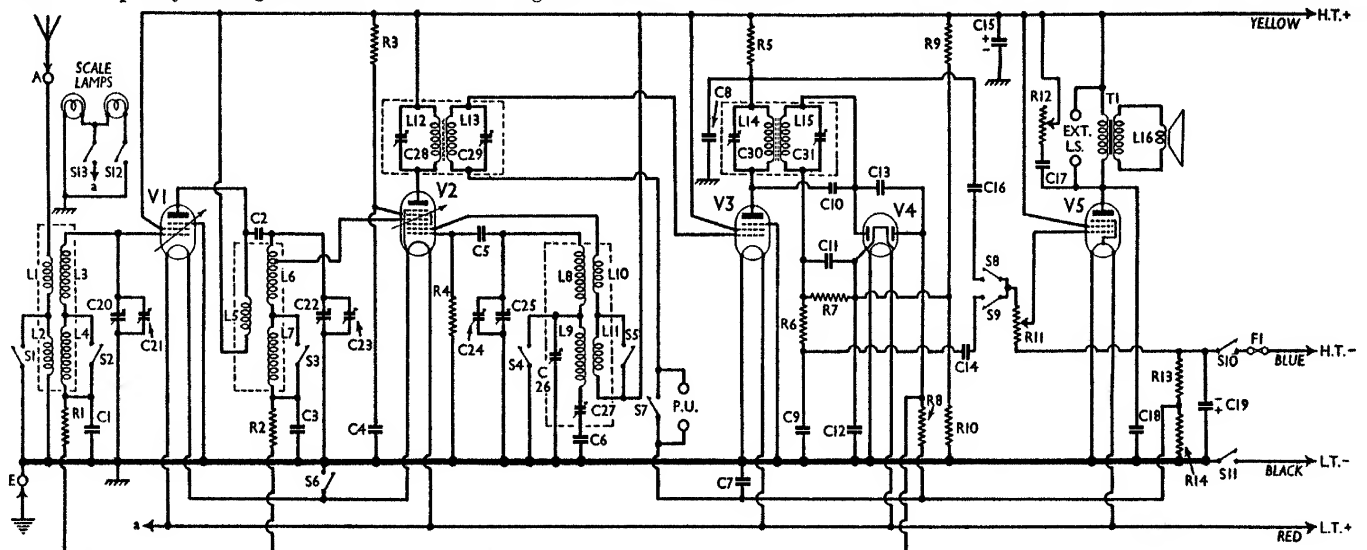 A
SCALE
LAMPS
S13
a
S12
L1
L3
L2
L4
S1
S2
R1
C1
C20
C21
V1
C2
L5
L6
L7
C22
C23
S3
R2
C3
S6
R3
C4
L12
L13
C28
C29
V2
C5
R4
C24
C25
S4
C
26
L8
L10
L9
L11
S5
C27
C6
S7
P.U.
C8
R5
L14
L15
C30
C31
V3
C10
C13
V4
C11
R7
R6
C9
C12
C14
C7
R8
R9
R10
C16
S8
S9
R11
C15
+
-
R12
EXT.
L.S.
C17
T1
L16
V5
C18
R13
R14
C19
-
+
S10
F1
S11
YELLOW
H.T.+
BLUE
H.T.-
BLACK
L.T.-
RED
L.T.+
E
a